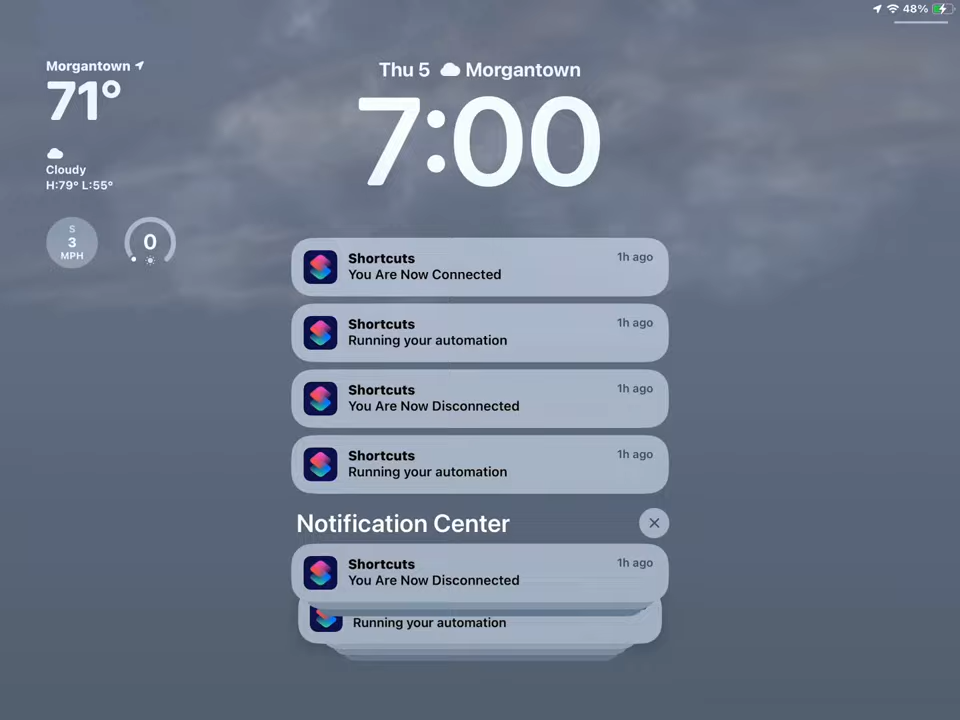 48%
Morgantown
71°
Cloudy
H:79° L:55°
S
3
MPH
0
Thu 5 Morgantown
7:00
Shortcuts 1h ago
You Are Now Connected
Shortcuts 1h ago
Running your automation
Shortcuts 1h ago
You Are Now Disconnected
Shortcuts 1h ago
Running your automation
Notification Center
Shortcuts 1h ago
You Are Now Disconnected
Running your automation